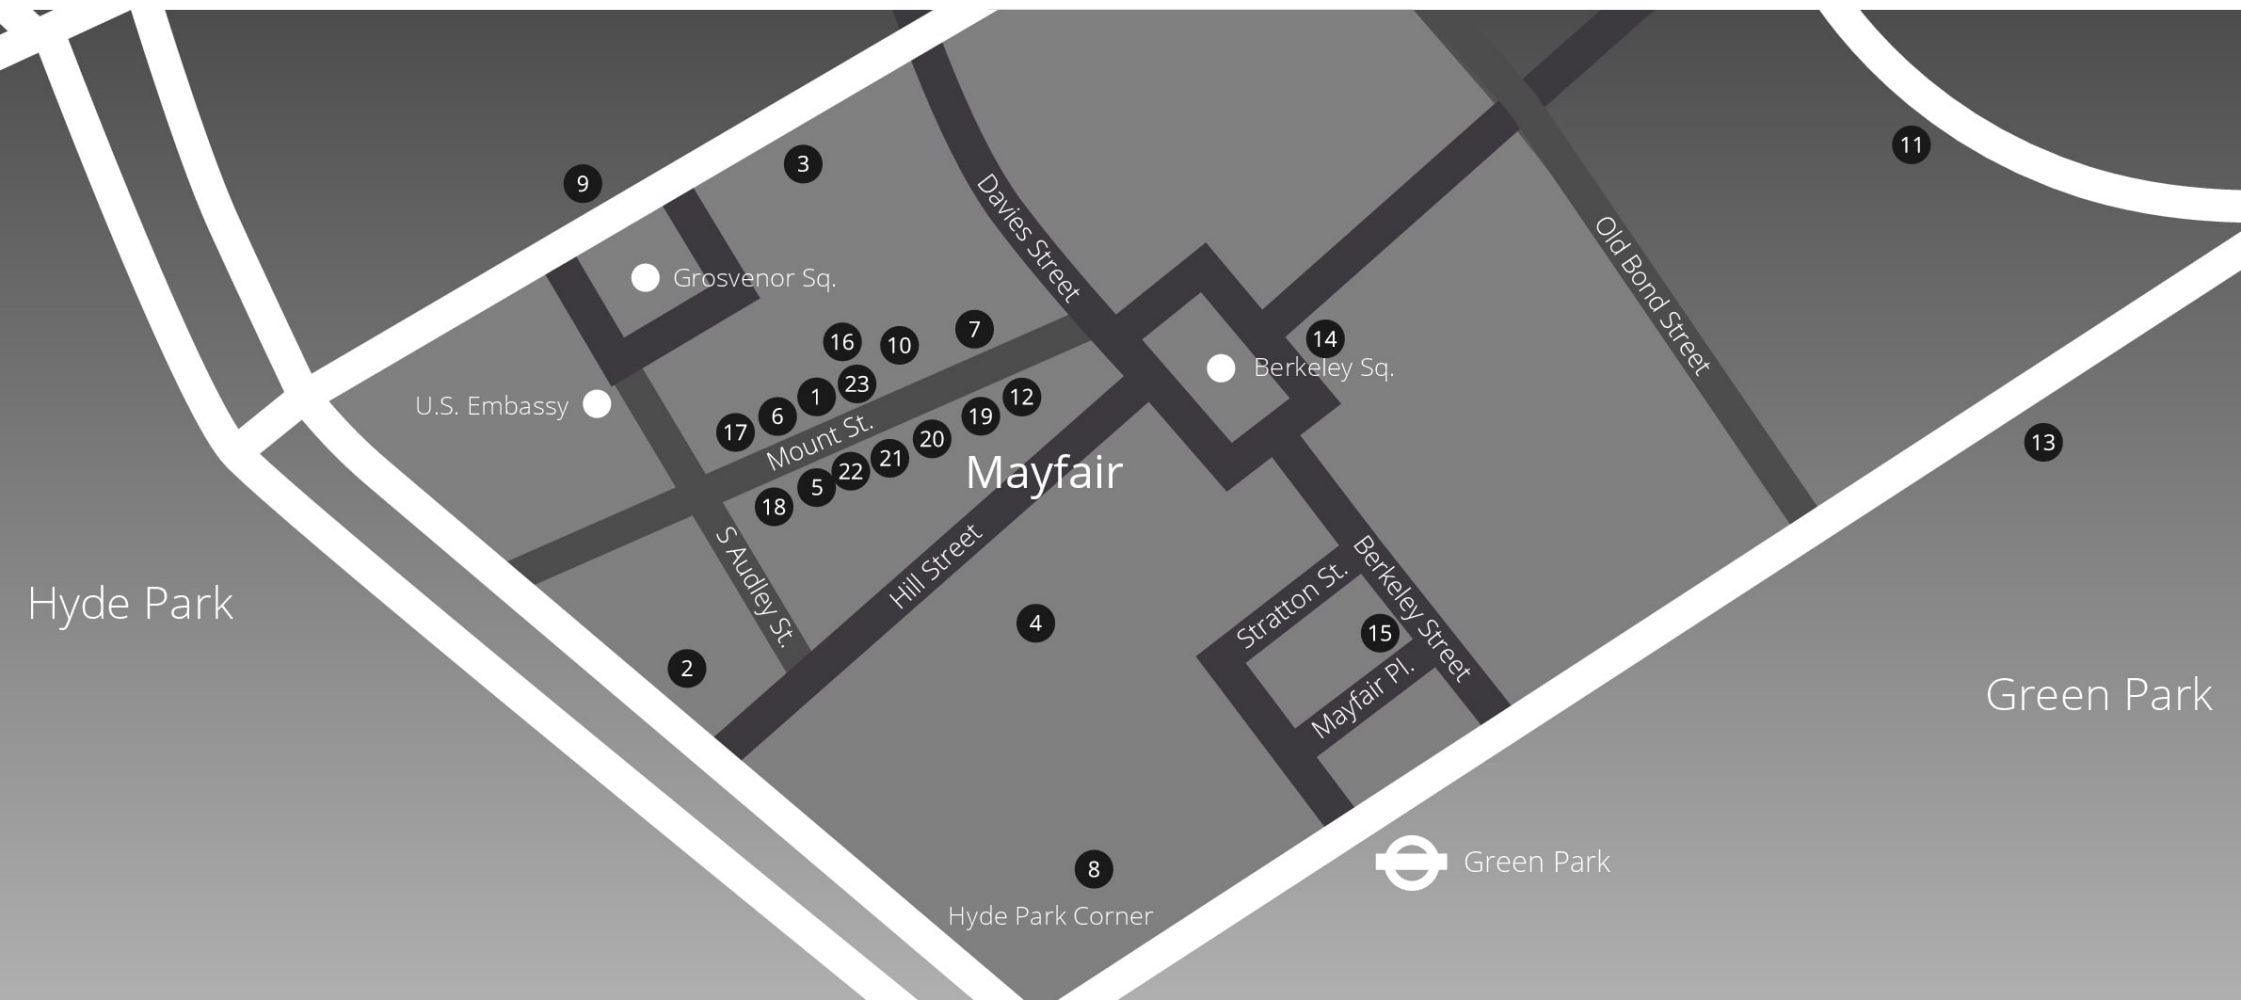 11
3
9
Davies Street
Old Bond Street
Grosvenor Sq.
7
14
16
10
Berkeley Sq.
23
1
12
U.S. Embassy
6
19
17
Mount St.
20
13
21
Mayfair
22
5
18
S Audley St.
Hill Street
Berkeley Street
Stratton St.
Hyde Park
4
15
2
Mayfair Pl.
Green Park
Green Park
8
Hyde Park Corner